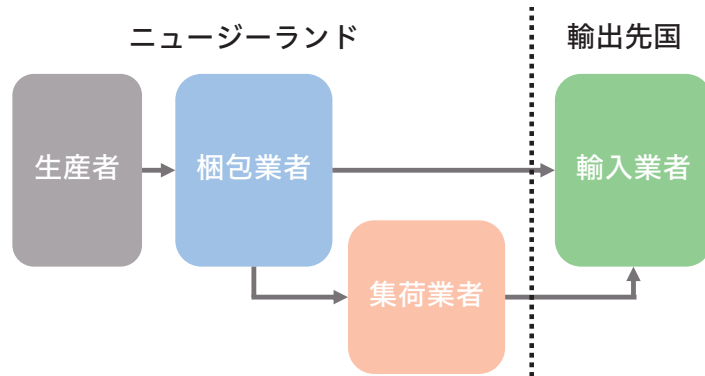 ニュージーランド
輸出先国
生産者
梱包業者
輸入業者
集荷業者